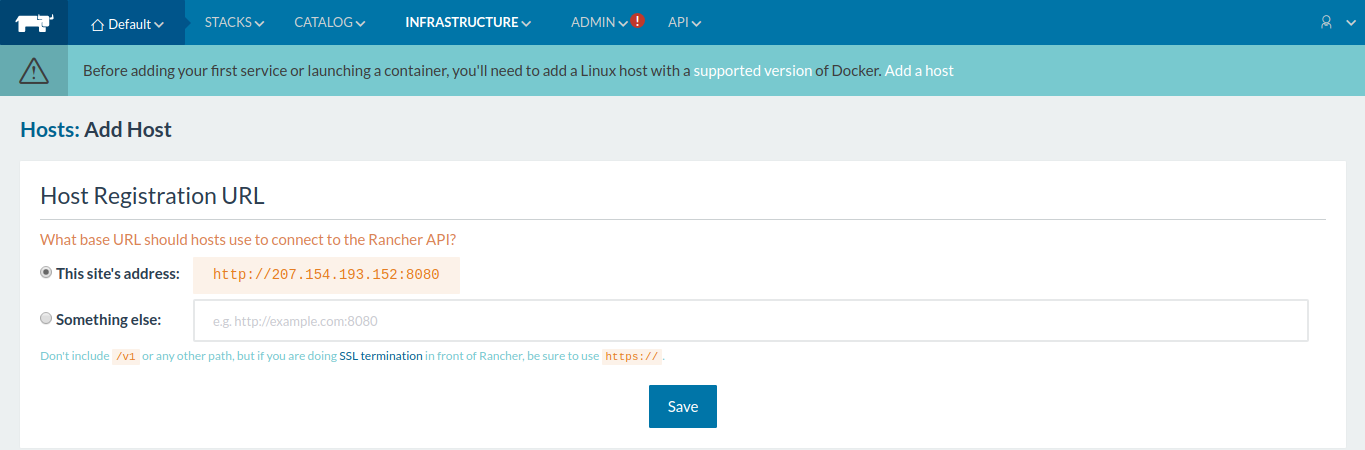 Default STACKS CATALOG INFRASTRUCTURE ADMIN ! API
Before adding your first service or launching a container, you'll need to add a Linux host with a supported version of Docker. Add a host
Hosts: Add Host
Host Registration URL
What base URL should hosts use to connect to the Rancher API?
This site's address: http://207.154.193.152:8080
Something else: e.g. http://example.com:8080
Don't include /v1 or any other path, but if you are doing SSL termination in front of Rancher, be sure to use https:// .
Save